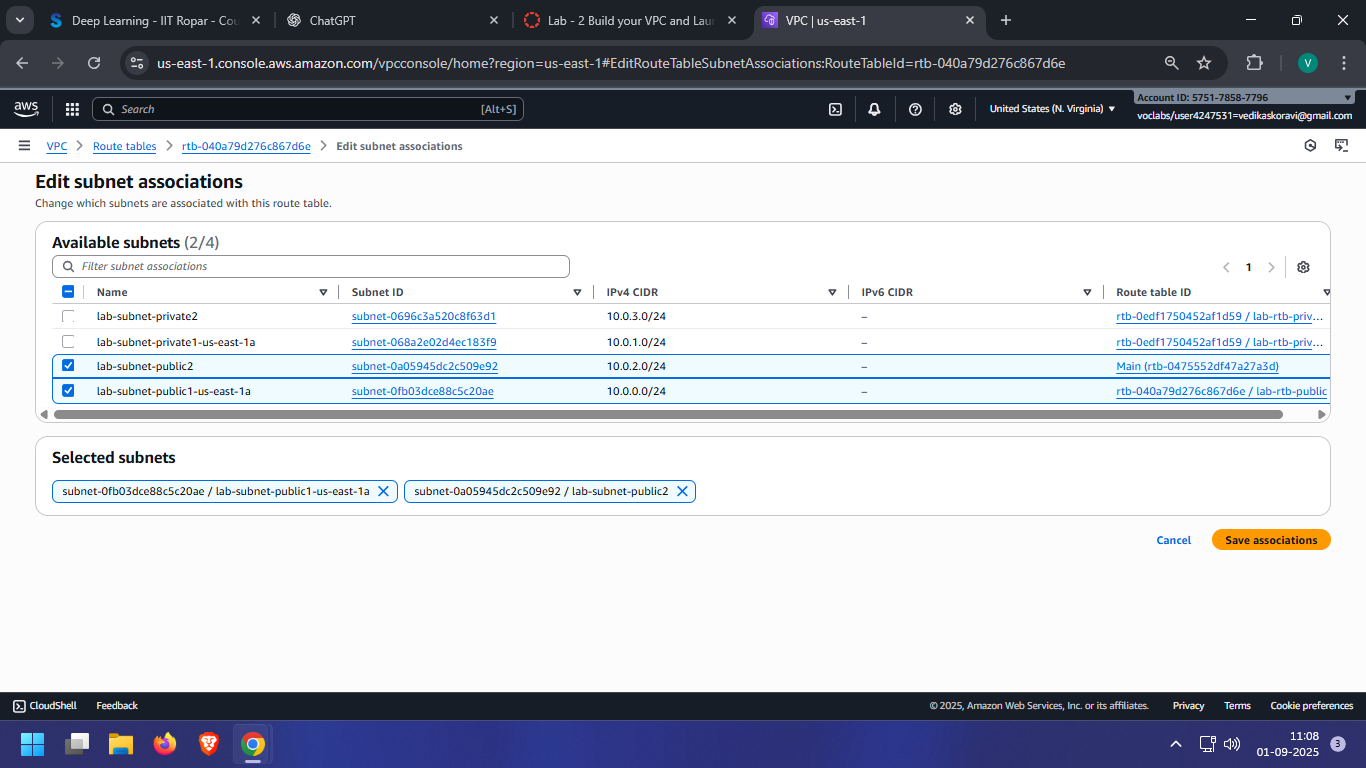 Deep Learning - IIT Ropar - Cou
ChatGPT
Lab - 2 Build your VPC and Lau
VPC | us-east-1
us-east-1.console.aws.amazon.com/vpcconsole/home?region=us-east-1#EditRouteTableSubnetAssociations:RouteTableId=rtb-040a79d276c867d6e
V
aws
Search
[Alt+S]
United States (N. Virginia)
Account ID: 5751-7858-7796
voclabs/user4247531=vedikaskoravi@gmail.com
VPC
Route tables
rtb-040a79d276c867d6e
Edit subnet associations
Edit subnet associations
Change which subnets are associated with this route table.
Available subnets (2/4)
Filter subnet associations
1
Name Subnet ID IPv4 CIDR IPv6 CIDR Route table ID
lab-subnet-private2 subnet-0696c3a520c8f63d1 10.0.3.0/24 – rtb-0edf1750452af1d59 / lab-rtb-priv...
lab-subnet-private1-us-east-1a subnet-068a2e02d4ec183f9 10.0.1.0/24 – rtb-0edf1750452af1d59 / lab-rtb-priv...
lab-subnet-public2 subnet-0a05945dc2c509e92 10.0.2.0/24 – Main (rtb-0475552df47a27a3d)
lab-subnet-public1-us-east-1a subnet-0fb03dce88c5c20ae 10.0.0.0/24 – rtb-040a79d276c867d6e / lab-rtb-public
Selected subnets
subnet-0fb03dce88c5c20ae / lab-subnet-public1-us-east-1a
subnet-0a05945dc2c509e92 / lab-subnet-public2
Cancel
Save associations
CloudShell
Feedback
© 2025, Amazon Web Services, Inc. or its affiliates.
Privacy
Terms
Cookie preferences
11:08
01-09-2025
3